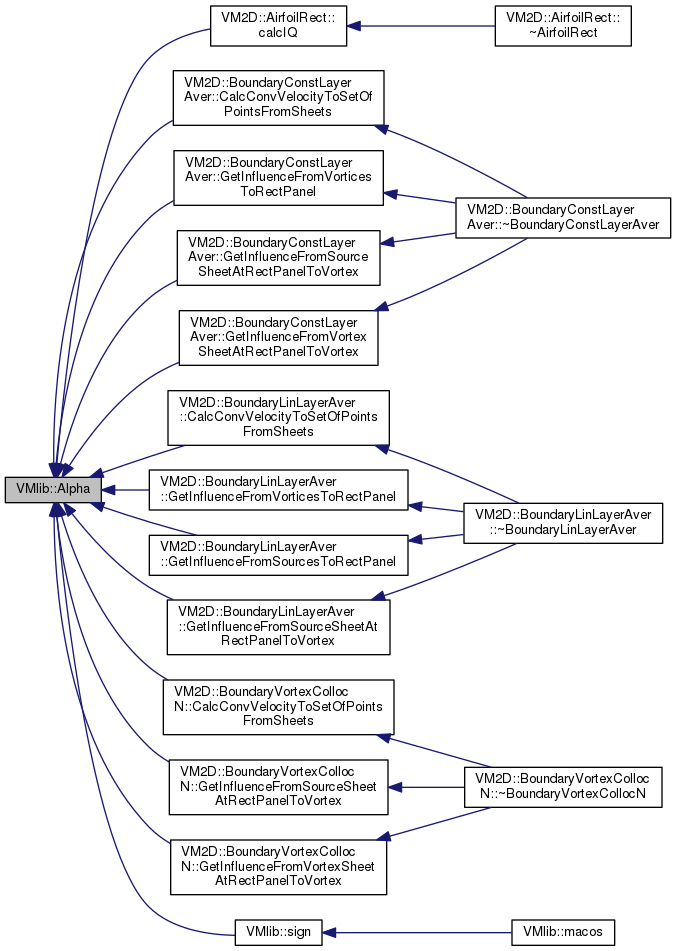 VM2D::AirfoilRect::
calcIQ
VM2D::AirfoilRect::
~AirfoilRect
VM2D::BoundaryConstLayer
Aver::CalcConvVelocityToSetOf
PointsFromSheets
VM2D::BoundaryConstLayer
Aver::GetInfluenceFromVortices
ToRectPanel
VM2D::BoundaryConstLayer
Aver::~BoundaryConstLayerAver
VM2D::BoundaryConstLayer
Aver::GetInfluenceFromSource
SheetAtRectPanelToVortex
VM2D::BoundaryConstLayer
Aver::GetInfluenceFromVortex
SheetAtRectPanelToVortex
VM2D::BoundaryLinLayerAver
::CalcConvVelocityToSetOfPoints
FromSheets
VMlib::Alpha
VM2D::BoundaryLinLayerAver
::GetInfluenceFromVorticesToRectPanel
VM2D::BoundaryLinLayerAver
::~BoundaryLinLayerAver
VM2D::BoundaryLinLayerAver
::GetInfluenceFromSourcesToRectPanel
VM2D::BoundaryLinLayerAver
::GetInfluenceFromSourceSheetAt
RectPanelToVortex
VM2D::BoundaryVortexColloc
N::CalcConvVelocityToSetOfPoints
FromSheets
VM2D::BoundaryVortexColloc
N::GetInfluenceFromSourceSheet
AtRectPanelToVortex
VM2D::BoundaryVortexColloc
N::~BoundaryVortexCollocN
VM2D::BoundaryVortexColloc
N::GetInfluenceFromVortexSheet
AtRectPanelToVortex
VMlib::sign
VMlib::macos